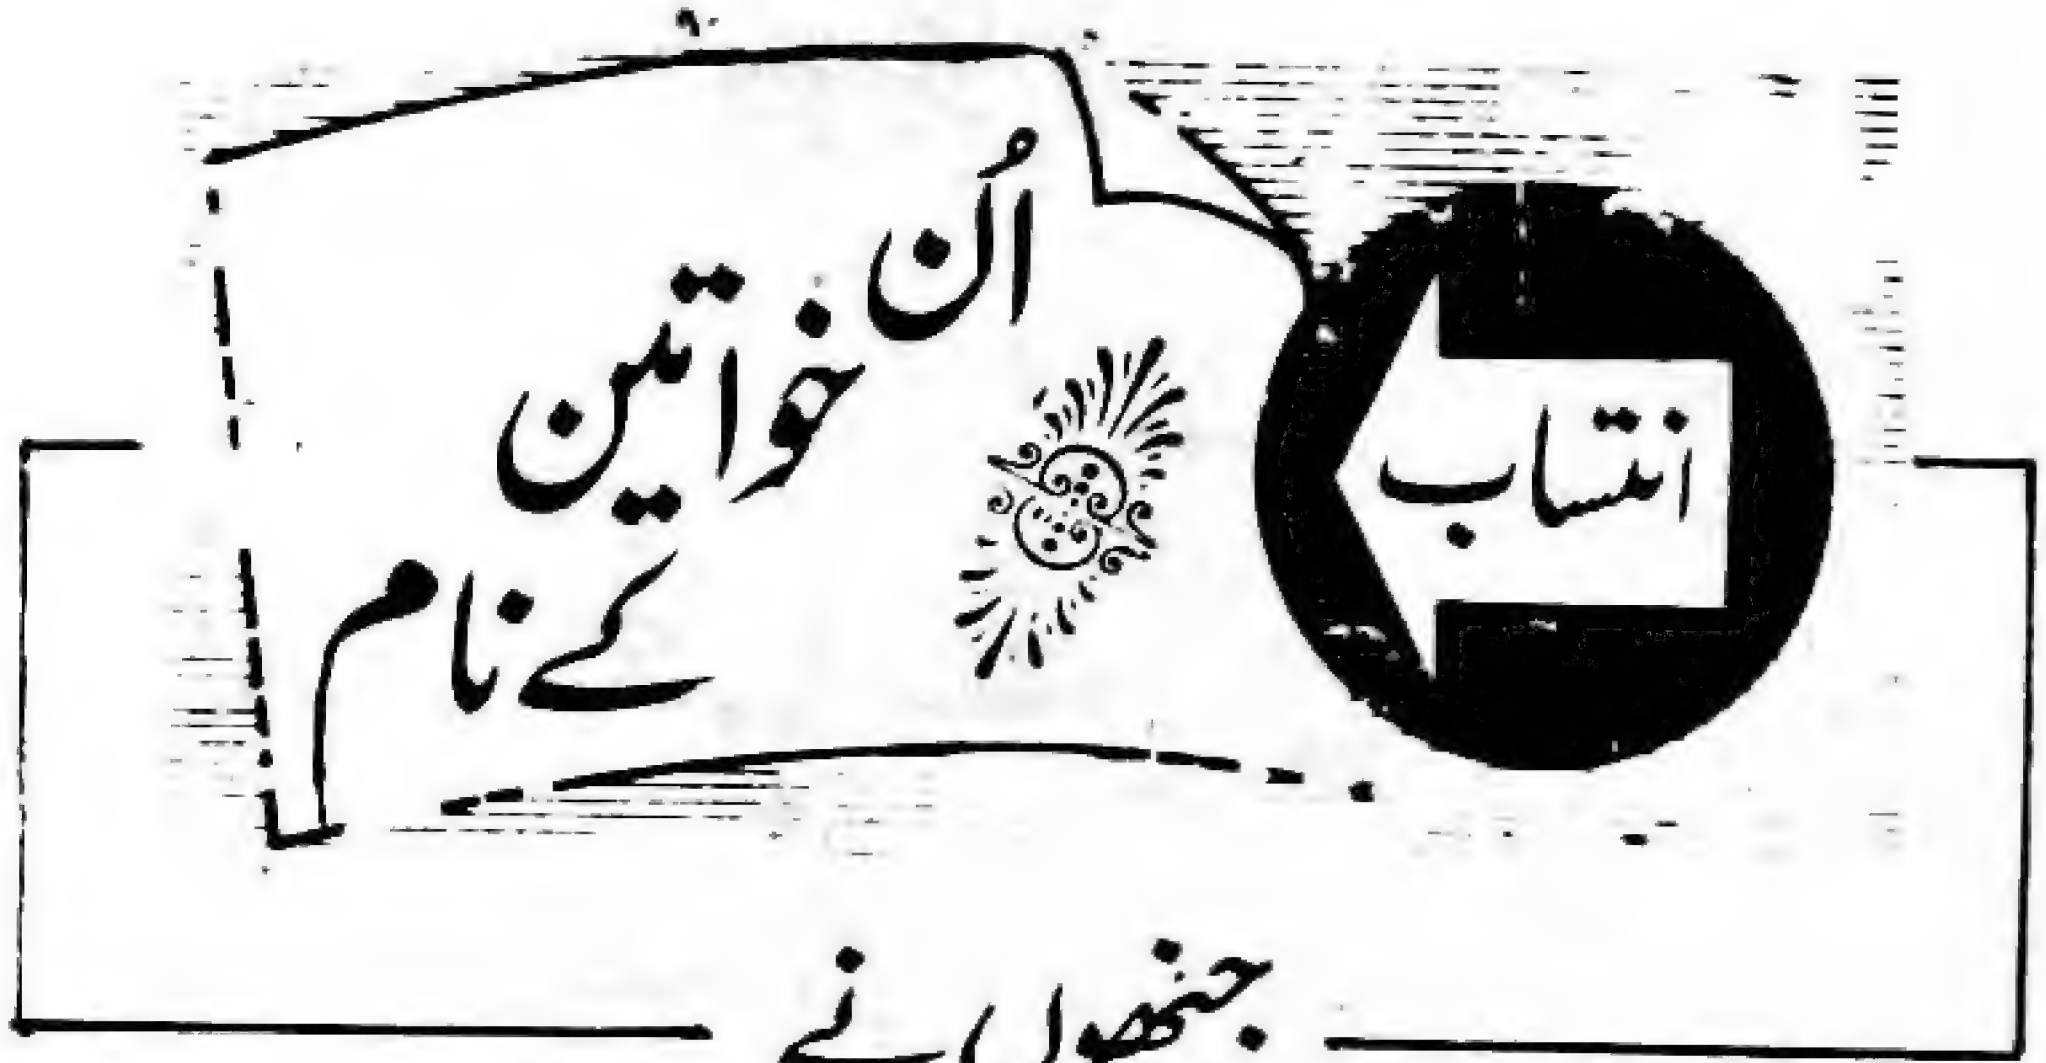 انتساب
اُن
خواتین
کے نام
جنھوں نے